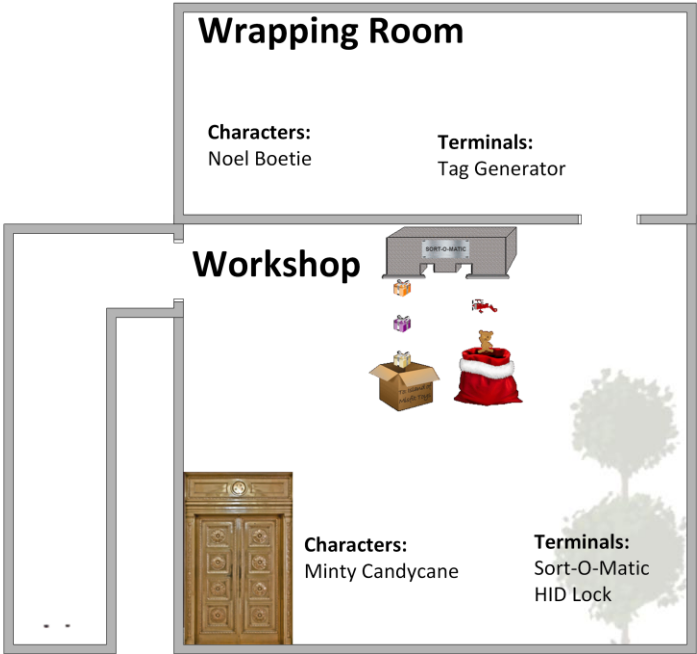 Wrapping Room
Characters:
Noel Boetie
Terminals:
Tag Generator
Workshop
SORT-O-MATIC
Characters:
Minty Candycane
Terminals:
Sort-O-Matic
HID Lock